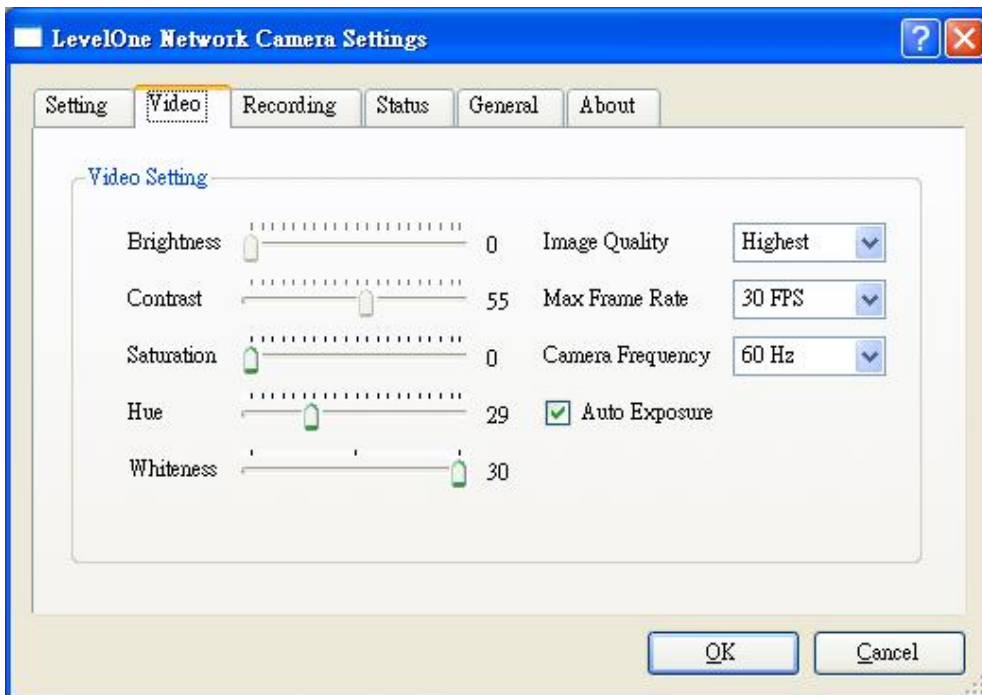 LevelOne Network Camera Settings
Setting Video Recording Status General About
Video Setting
Brightness 0 Image Quality Highest
Contrast 55 Max Frame Rate 30 FPS
Saturation 0 Camera Frequency 60 Hz
Hue 29 Auto Exposure
Whiteness 30
OK Cancel